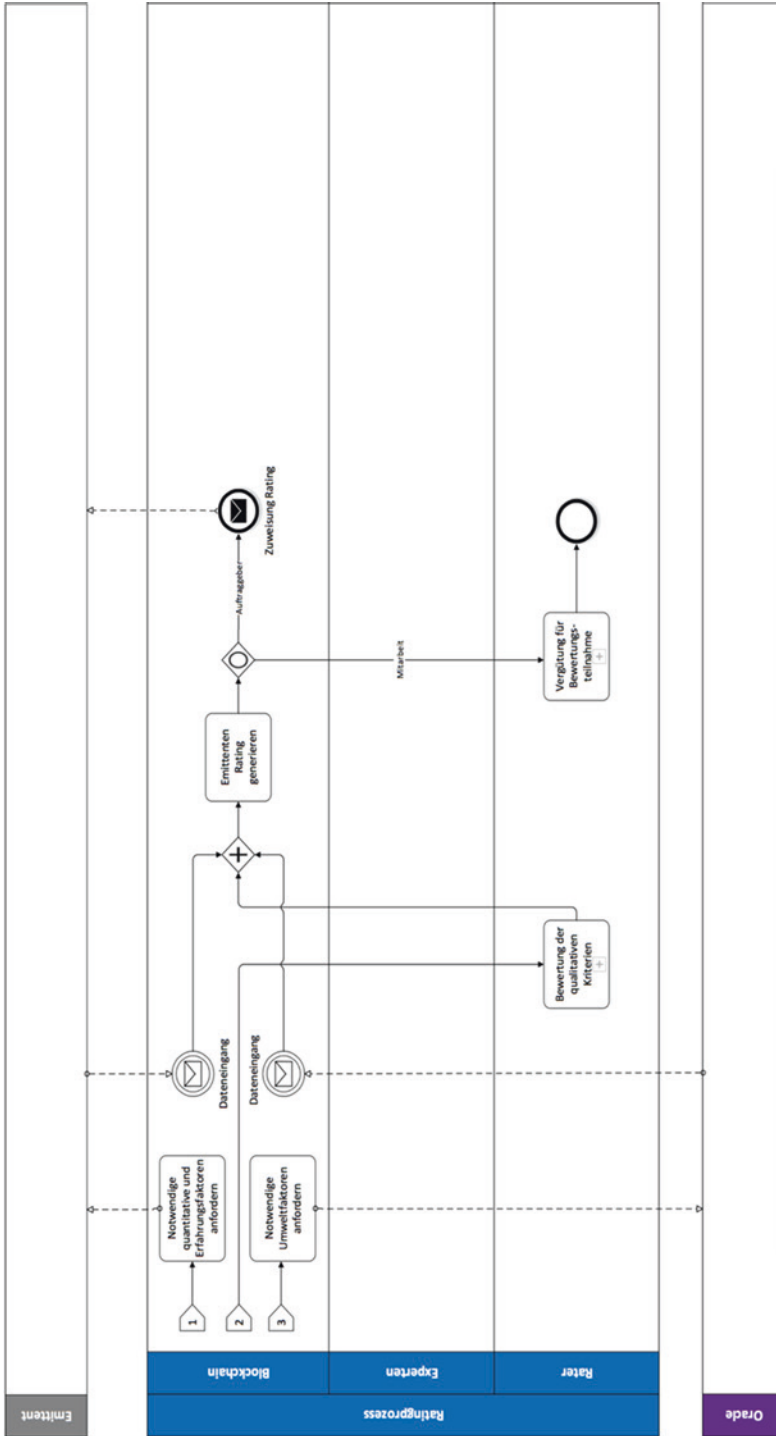 Emittent
Ratingprozess
Blockchain
Experten
Rater
Orade
1
2
3
Notwendige
quantitative und
Erfahrungsfaktoren
anfordern
Notwendige
Umweltfaktoren
anfordern
Dateneingang
Dateneingang
Bewertung der
qualitativen
Kriterien
Emittenten
Rating
generieren
Auftraggeber
Mitarbeit
Zuweisung Rating
Vergütung für
Bewertungs-
teilnahme